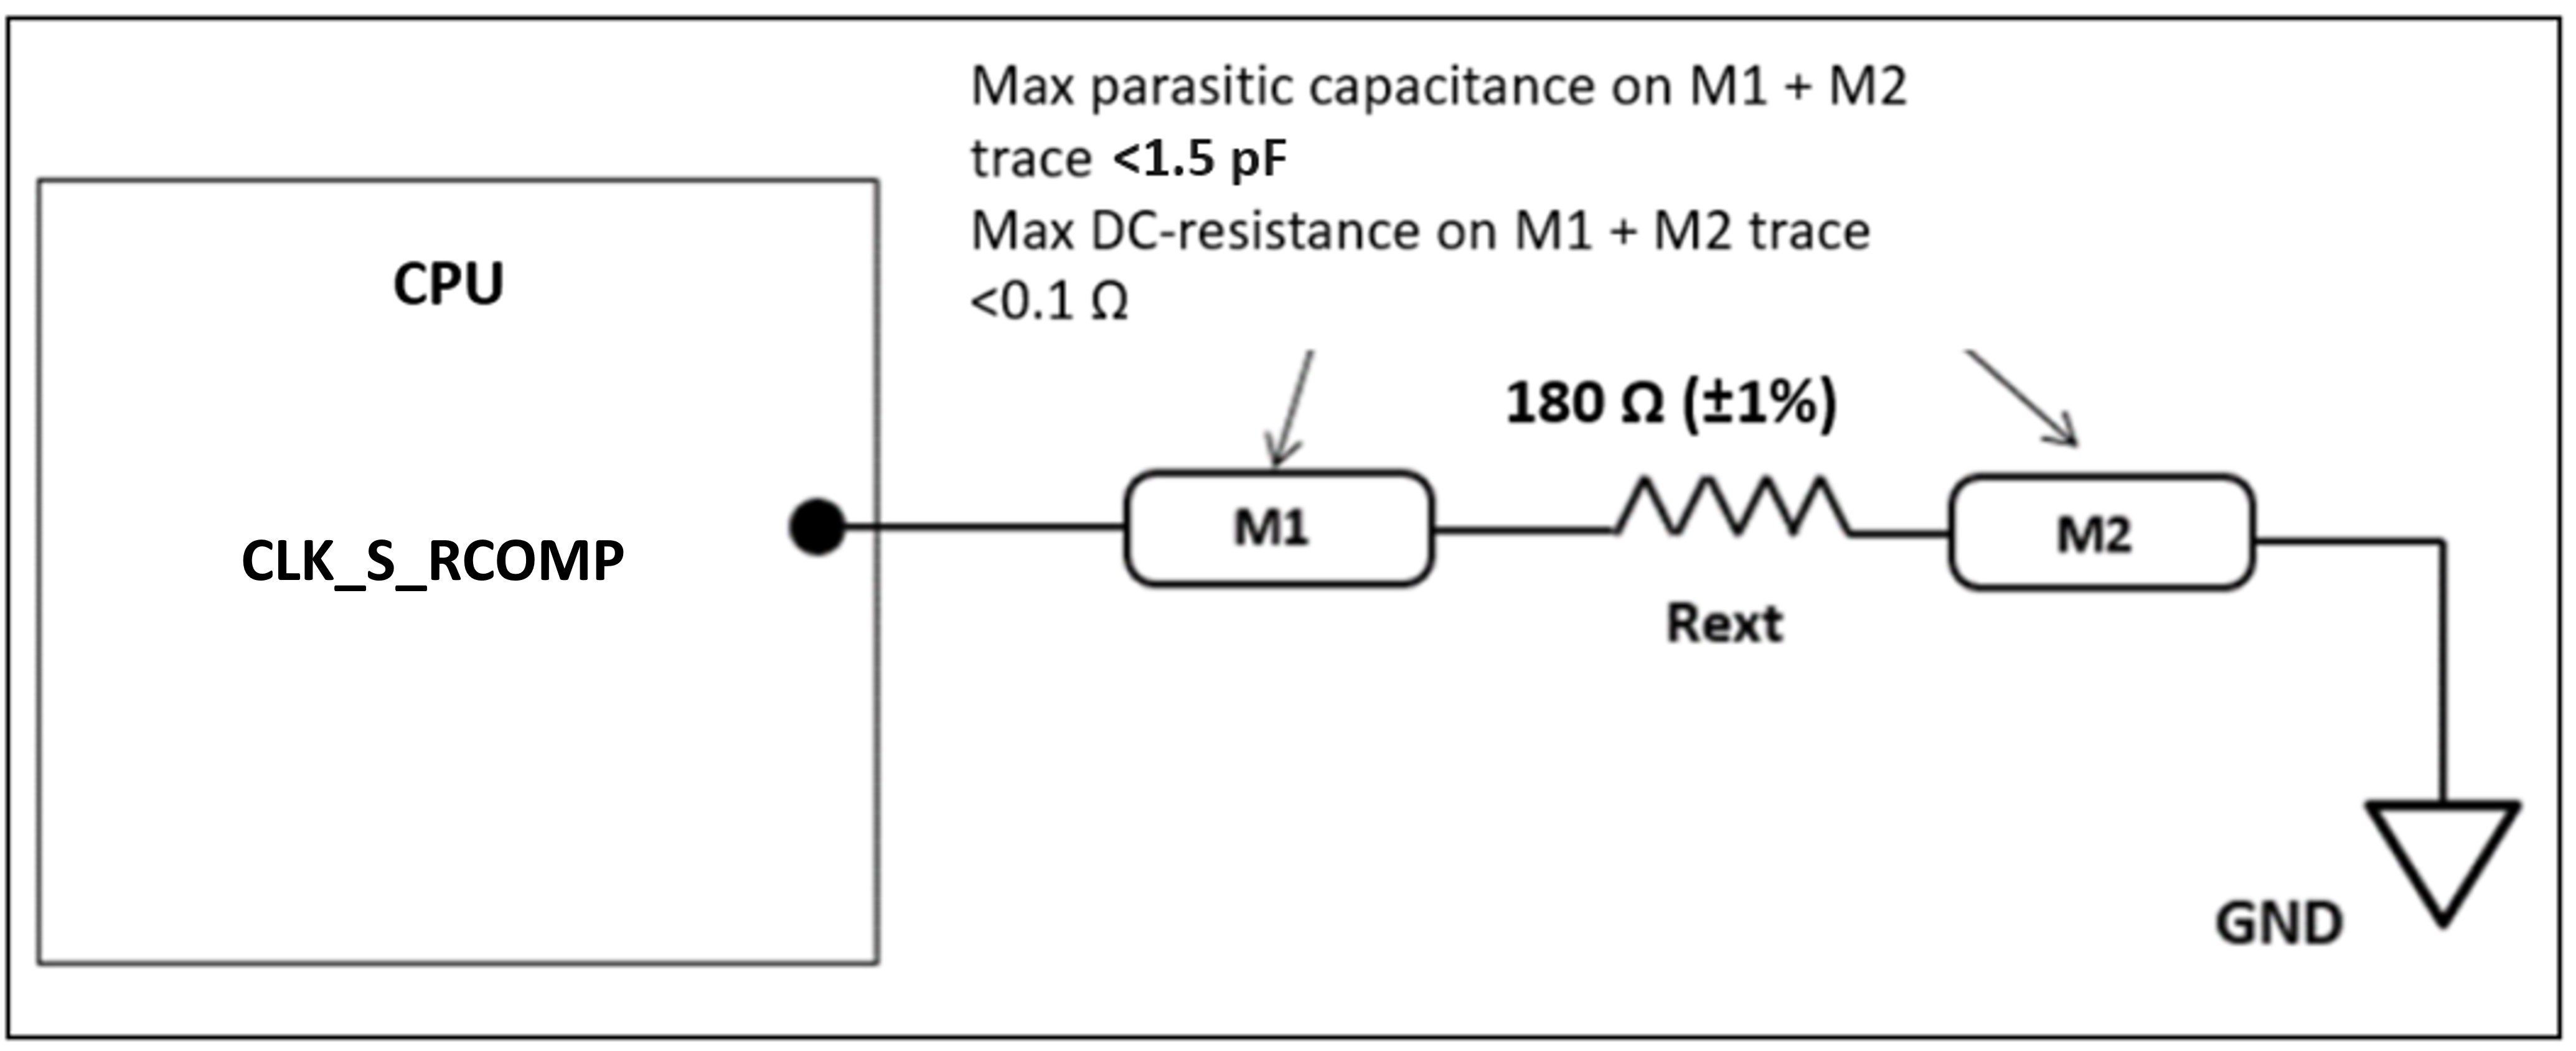 Max parasitic capacitance on M1 + M2
trace <1.5 pF
Max DC-resistance on M1 + M2 trace
<0.1 Ω
CPU
180 Ω (±1%)
CLK_S_RCOMP
M1
M2
Rext
GND